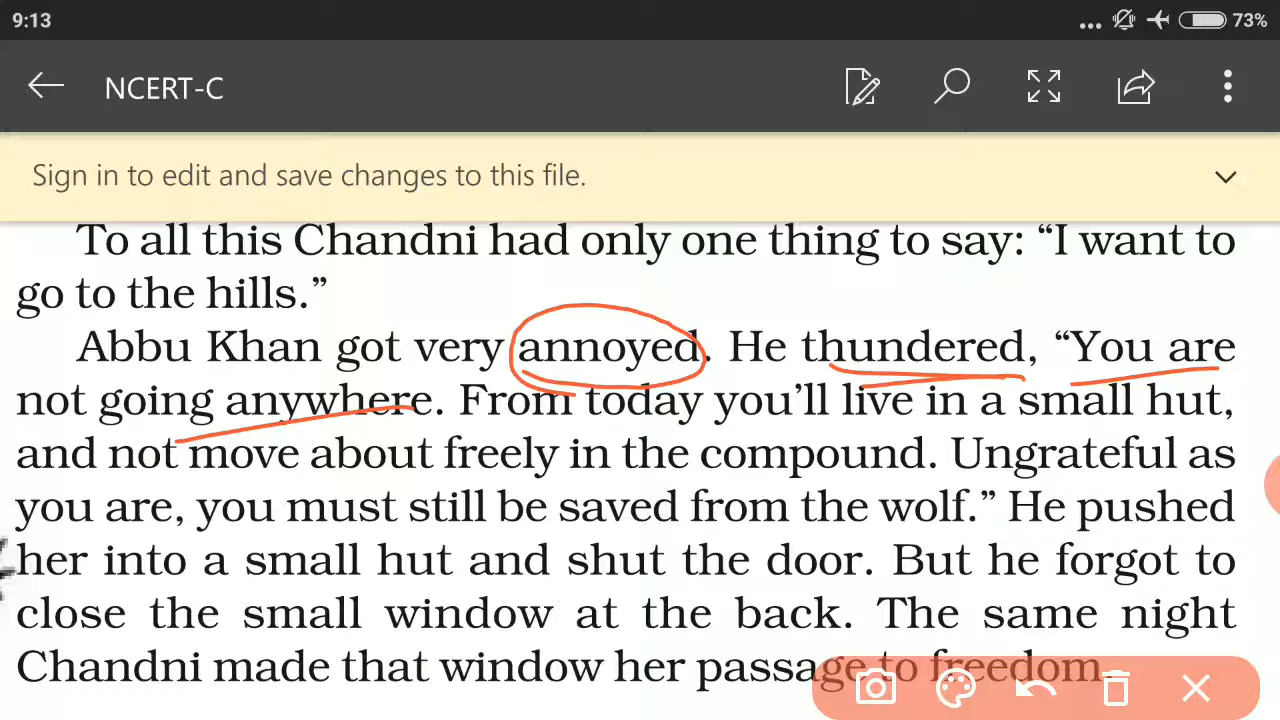 9:13
73%
NCERT-C
Sign in to edit and save changes to this file.
To all this Chandni had only one thing to say: “I want to
go to the hills.”
Abbu Khan got very annoyed. He thundered, “You are
not going anywhere. From today you’ll live in a small hut,
and not move about freely in the compound. Ungrateful as
you are, you must still be saved from the wolf.” He pushed
her into a small hut and shut the door. But he forgot to
close the small window at the back. The same night
Chandni made that window her passage to freedom.